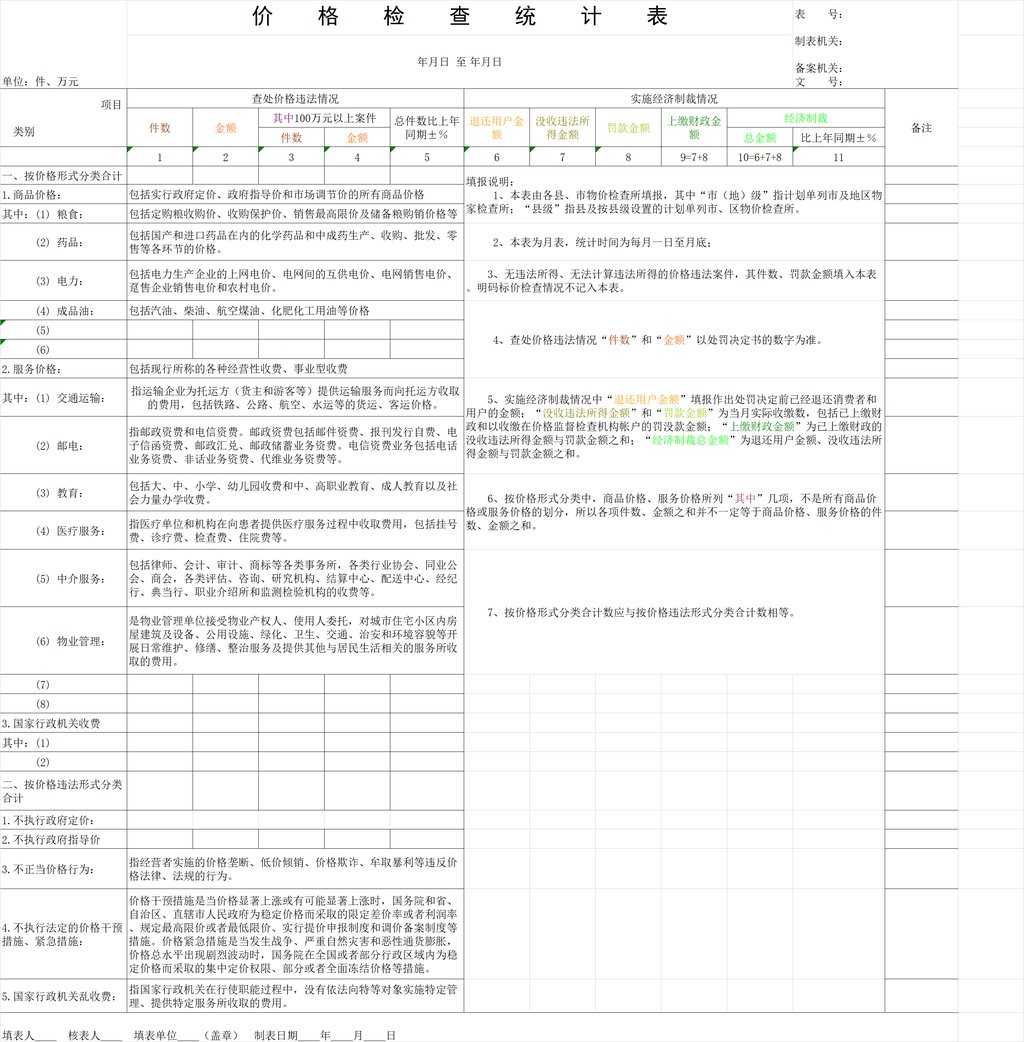 价格检查统计表
表　　号:
制表机关:
年月日 至 年月日
备案机关:
单位: 件、万元
文　　号:
项目
类别
查处价格违法情况
实施经济制裁情况
备注
件数
金额
其中100万元以上案件
件数
金额
总件数比上年
同期±%
退还用户金
额
没收违法所
得金额
罚款金额
上缴财政金
额
经济制裁
总金额
比上年同期±%
1
2
3
4
5
6
7
8
9=7+8
10=6+7+8
11
一、按价格形式分类合计
1.商品价格:
包括实行政府定价、政府指导价和市场调节价的所有商品价格
其中: (1) 粮食:
包括定购粮收购价、收购保护价、销售最高限价及储备粮购销价格等
(2) 药品:
包括国产和进口药品在内的化学药品和中成药生产、收购、批发、零
售等各环节的价格。
(3) 电力:
包括电力生产企业的上网电价、电网间的互供电价、电网销售电价、
趸售企业销售电价和农村电价。
(4) 成品油:
包括汽油、柴油、航空煤油、化肥化工用油等价格
(5)
(6)
2.服务价格:
包括现行所称的各种经营性收费、事业型收费
其中: (1) 交通运输:
指运输企业为托运方（货主和游客等）提供运输服务而向托运方收取
的费用，包括铁路、公路、航空、水运等的货运、客运价格。
(2) 邮电:
指邮政资费和电信资费。邮政资费包括邮件资费、报刊发行自费、电
子信函资费、邮政汇兑、邮政储蓄业务资费。电信资费业务包括电话
业务资费、非话业务资费、代维业务资费等。
(3) 教育:
包括大、中、小学、幼儿园收费和中、高职业教育、成人教育以及社
会力量办学收费。
(4) 医疗服务:
指医疗单位和机构在向患者提供医疗服务过程中收取费用，包括挂号
费、诊疗费、检查费、住院费等。
(5) 中介服务:
包括律师、会计、审计、商标等各类事务所，各类行业协会、同业公
会、商会，各类评估、咨询、研究机构、结算中心、配送中心、经纪
行、典当行、职业介绍所和监测检验机构的收费等。
(6) 物业管理:
是物业管理单位接受物业产权人、使用人委托，对城市住宅小区内房
屋建筑及设备、公用设施、绿化、卫生、交通、治安和环境容貌等开
展日常维护、修缮、整治服务及提供其他与居民生活相关的服务所收
取的费用。
(7)
(8)
3.国家行政机关收费
其中: (1)
(2)
二、按价格违法形式分类
合计
1.不执行政府定价:
2.不执行政府指导价
3.不正当价格行为:
指经营者实施的价格垄断、低价倾销、价格欺诈、牟取暴利等违反价
格法律、法规的行为。
4.不执行法定的价格干预
措施、紧急措施:
价格干预措施是当价格显著上涨或有可能显著上涨时，国务院和省、
自治区、直辖市人民政府为稳定价格而采取的限定差价率或者利润率
、规定最高限价或者最低限价、实行提价申报制度和调价备案制度等
措施。价格紧急措施是当发生战争、严重自然灾害和恶性通货膨胀，
价格总水平出现剧烈波动时，国务院在全国或者部分行政区域内为稳
定价格而采取的集中定价权限、部分或者全面冻结价格等措施。
5.国家行政机关乱收费:
指国家行政机关在行使职能过程中，没有依法向特等对象实施特定管
理、提供特定服务所收取的费用。
填报说明:
1、本表由各县、市物价检查所填报，其中“市（地）级”指计划单列市及地区物
家检查所；“县级”指县及按县级设置的计划单列市、区物价检查所。
2、本表为月表，统计时间为每月一日至月底；
3、无违法所得、无法计算违法所得的价格违法案件，其件数、罚款金额填入本表
。明码标价检查情况不记入本表。
4、查处价格违法情况“件数”和“金额”以处罚决定书的数字为准。
5、实施经济制裁情况中“退还用户金额”填报作出处罚决定前已经退还消费者和
用户的金额；“没收违法所得金额”和“罚款金额”为当月实际收缴数，包括已上缴财
政和以收缴在价格监督检查机构帐户的罚没款金额；“上缴财政金额”为已上缴财政的
没收违法所得金额与罚款金额之和；“经济制裁总金额”为退还用户金额、没收违法所
得金额与罚款金额之和。
6、按价格形式分类中，商品价格、服务价格所列“其中”几项，不是所有商品价
格或服务价格的划分，所以各项件数、金额之和并不一定等于商品价格、服务价格的件
数、金额之和。
7、按价格形式分类合计数应与按价格违法形式分类合计数相等。
填表人____　核表人____　填表单位____（盖章）　制表日期____年____月____日